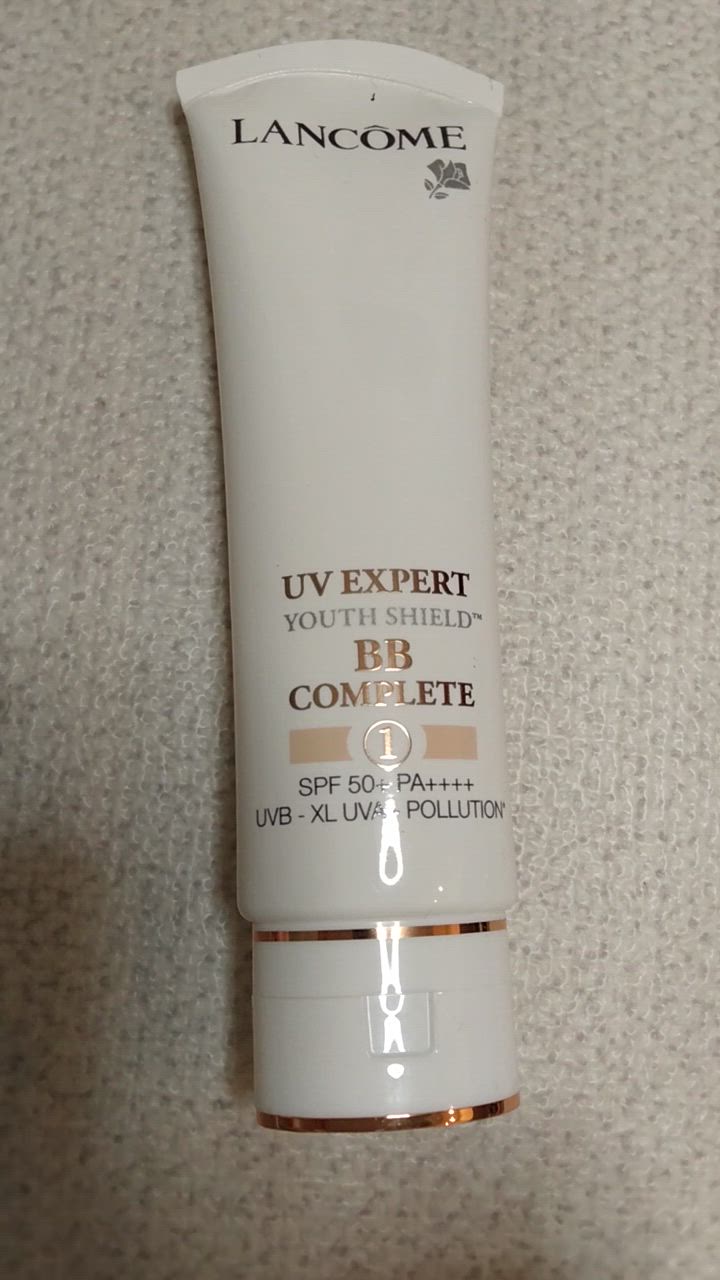 LANCÔME
UV EXPERT
YOUTH SHIELD™
BB
COMPLETE
1
SPF 50+ PA++++
UVB - XL UVA - POLLUTION*